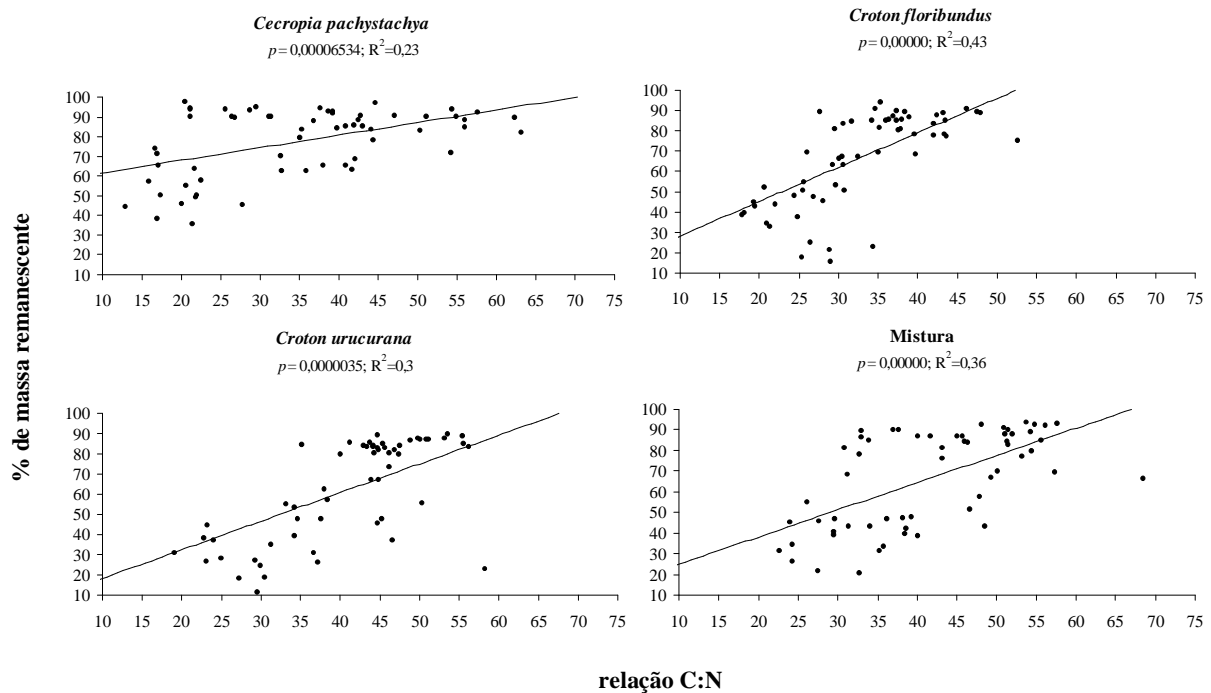 Cecropia pachystachya
p = 0,00006534; R²=0,23
100
90
80
70
60
50
40
30
20
10
10 15 20 25 30 35 40 45 50 55 60 65 70 75
Croton floribundus
p = 0,00000; R²=0,43
100
90
80
70
60
50
40
30
20
10
10 15 20 25 30 35 40 45 50 55 60 65 70 75
% de massa remanescente
Croton urucurana
p = 0,0000035; R²=0,3
100
90
80
70
60
50
40
30
20
10
10 15 20 25 30 35 40 45 50 55 60 65 70 75
Mistura
p = 0,00000; R²=0,36
100
90
80
70
60
50
40
30
20
10
10 15 20 25 30 35 40 45 50 55 60 65 70 75
relação C:N